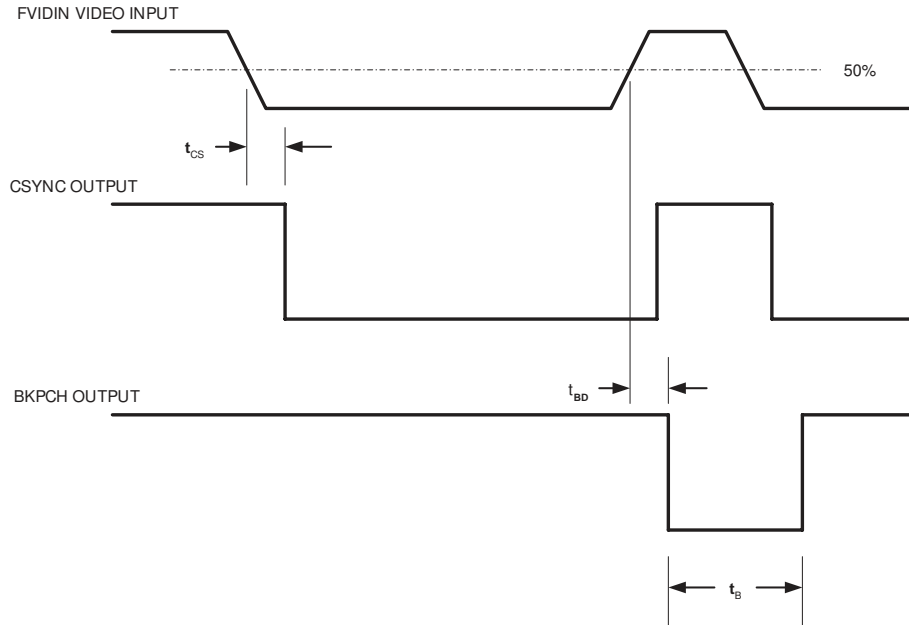 FVIDIN VIDEO INPUT
50%
tCS
CSYNC OUTPUT
tBD
BKPCH OUTPUT
tB